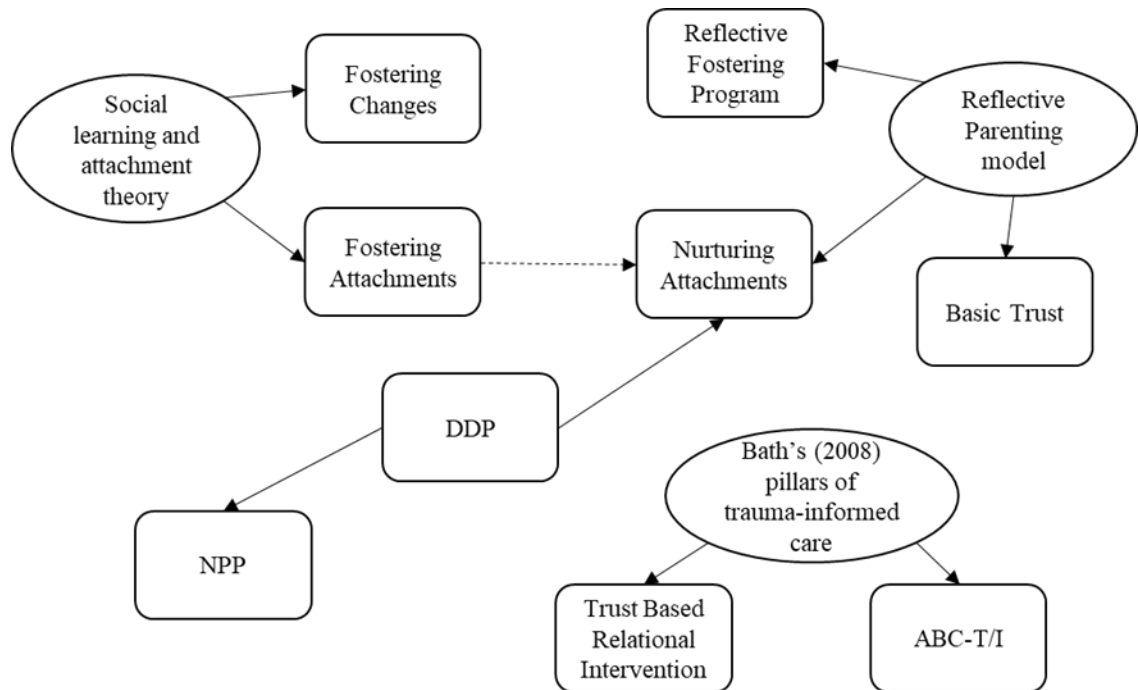 Social
learning and
attachment
theory
Fostering
Changes
Reflective
Fostering
Program
Reflective
Parenting
model
Fostering
Attachments
Nurturing
Attachments
Basic Trust
DDP
NPP
Bath’s (2008)
pillars of
trauma-informed
care
Trust Based
Relational
Intervention
ABC-T/I